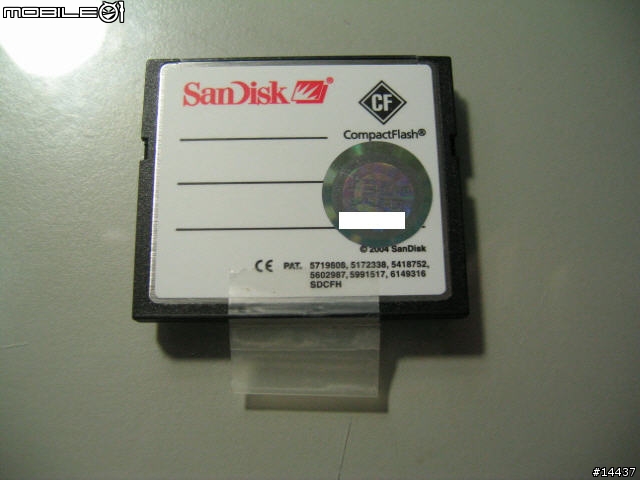 MOBILE01
SanDisk®
CF
CompactFlash®
© 2004 SanDisk
CE PAT. 5719808, 5172338, 5418752,
5602987, 5991517, 6149316
SDCFH
#14437